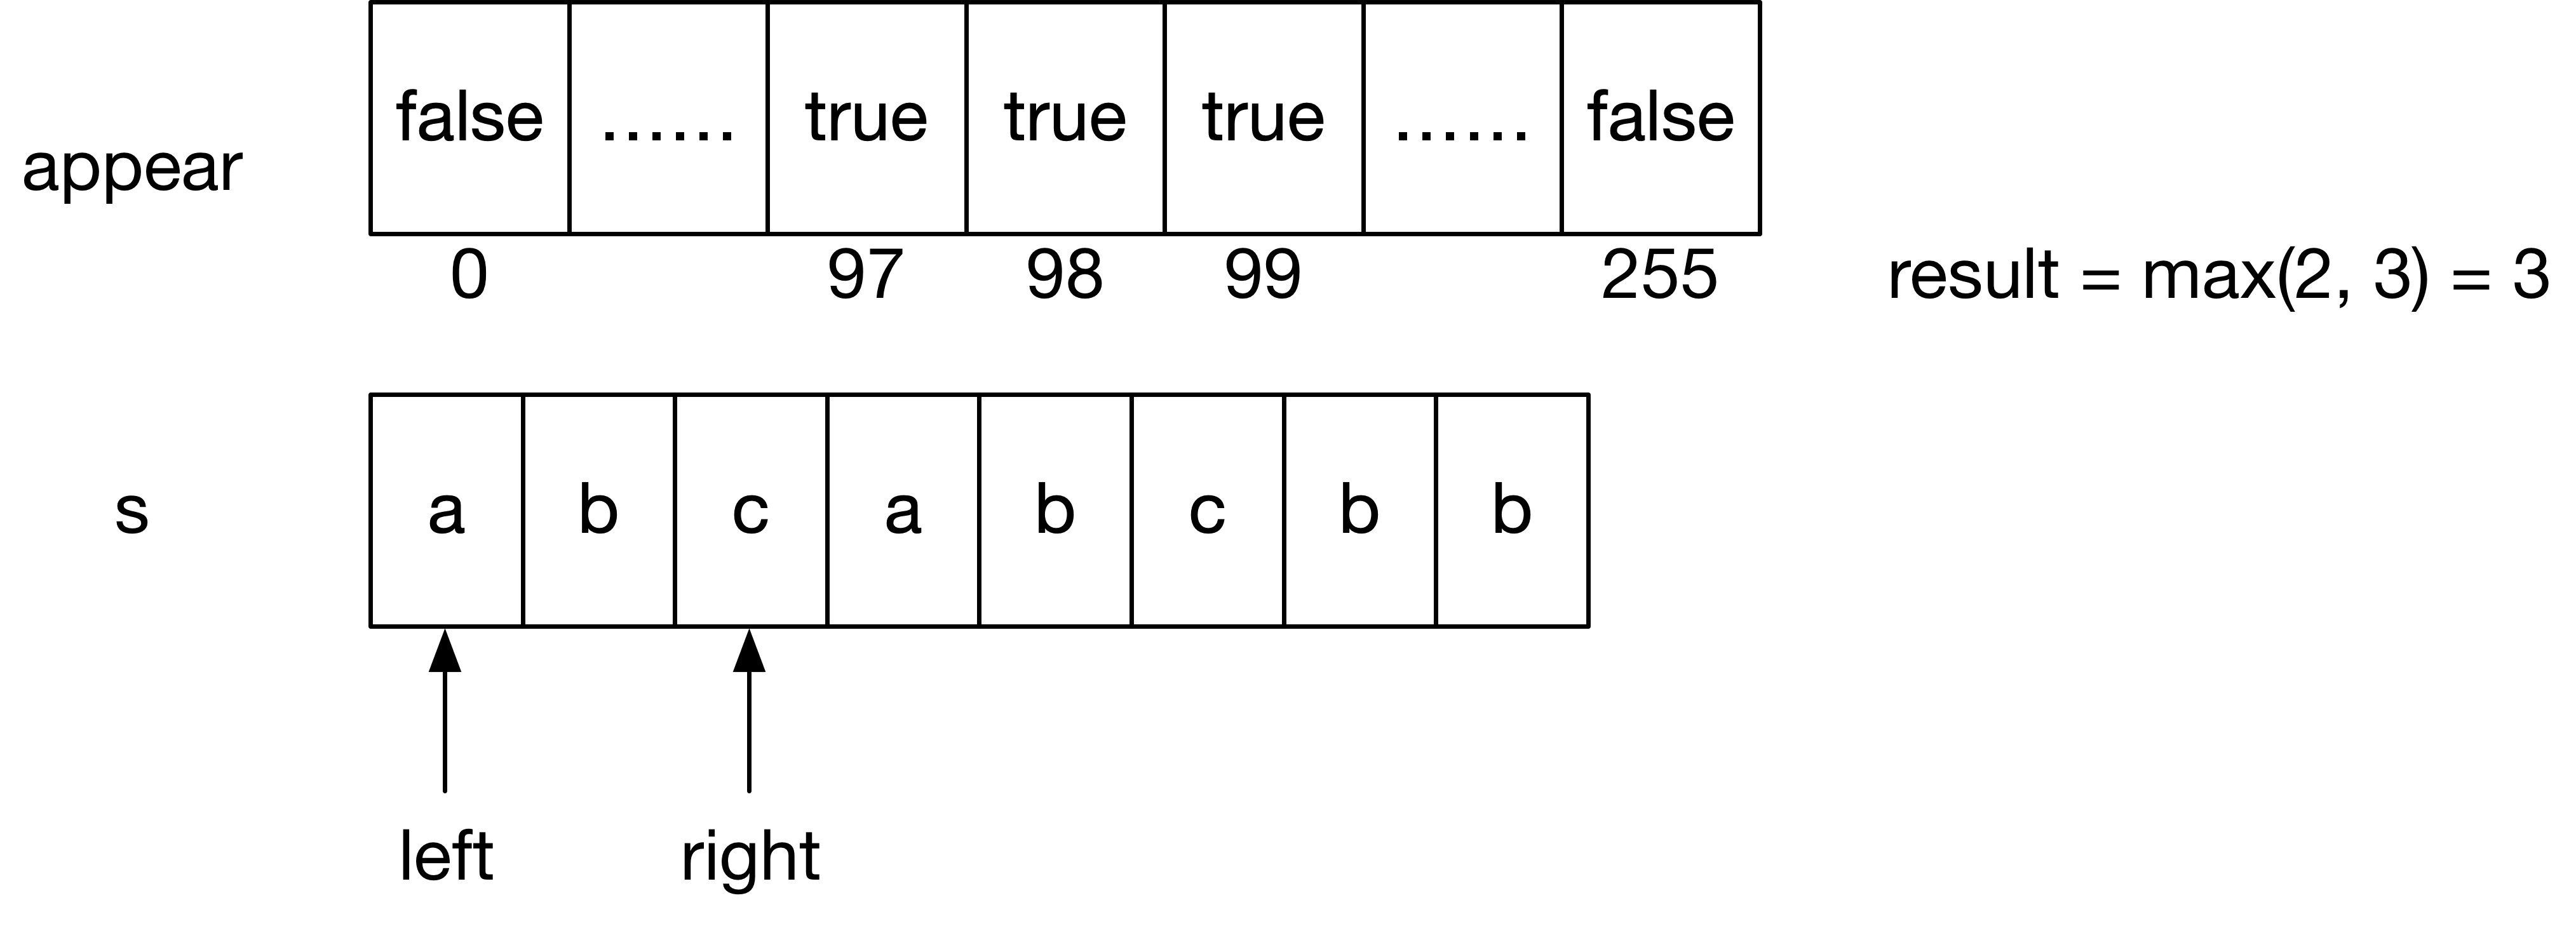 false ...... true true true ...... false
appear
0 97 98 99 255
result = max(2, 3) = 3
s
a b c a b c b b
left right